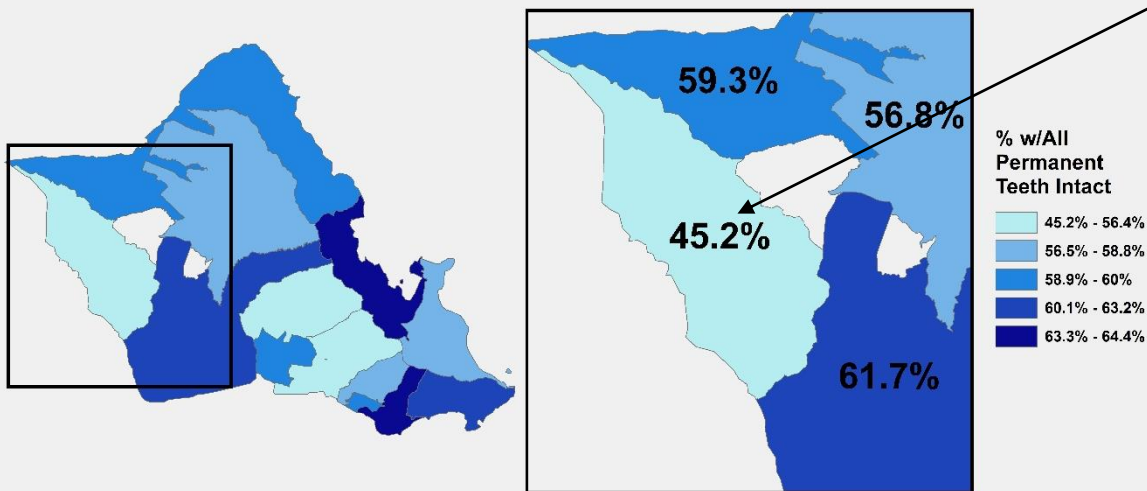 59.3%
56.8%
45.2%
61.7%
% w/All
Permanent
Teeth Intact
45.2% - 56.4%
56.5% - 58.8%
58.9% - 60%
60.1% - 63.2%
63.3% - 64.4%